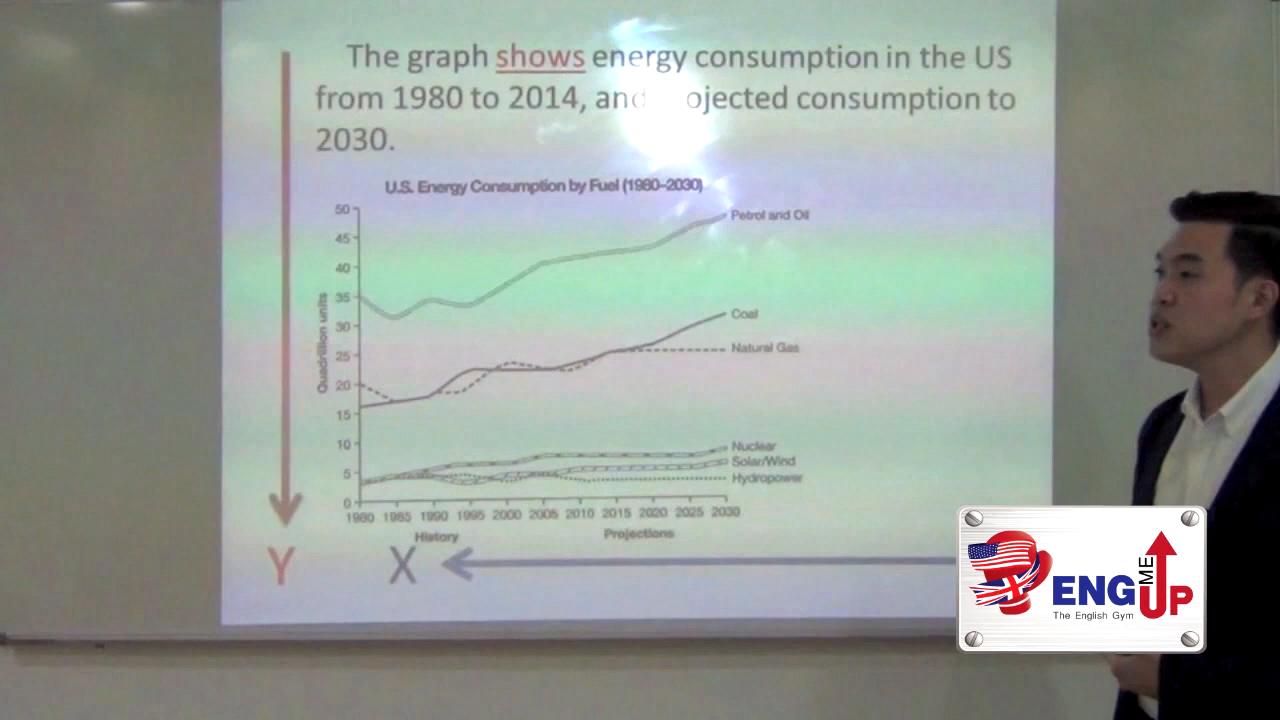 The graph shows energy consumption in the US
from 1980 to 2014, and ojected consumption to
2030.
U.S. Energy Consumption by Fuel (1980–2030)
50
45
40
35
30
25
20
15
10
5
0
Quadrillion units
Petrol and Oil
Coal
Natural Gas
Nuclear
Solar/Wind
Hydropower
1980 1985 1990 1995 2000 2005 2010 2015 2020 2025 2030
History Projections
Y X
ENG ME UP
The English Gym